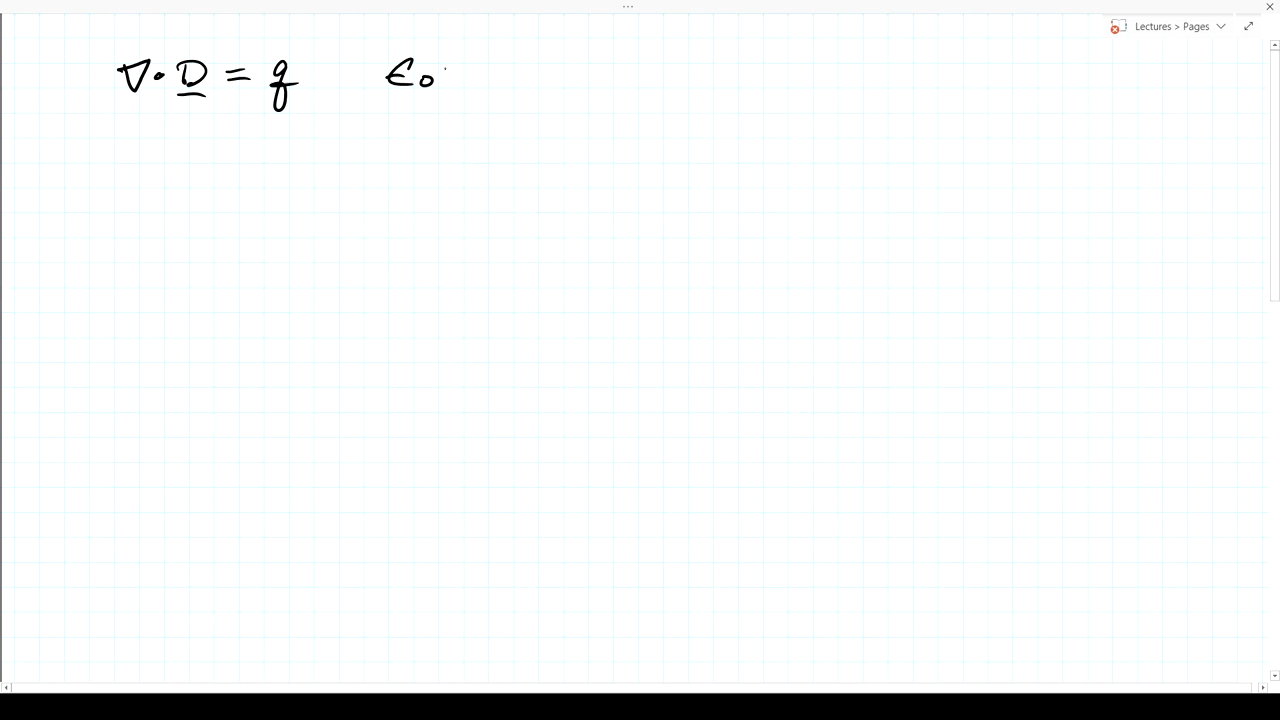 Lectures > Pages
∇·D̲ = q  ϵ₀